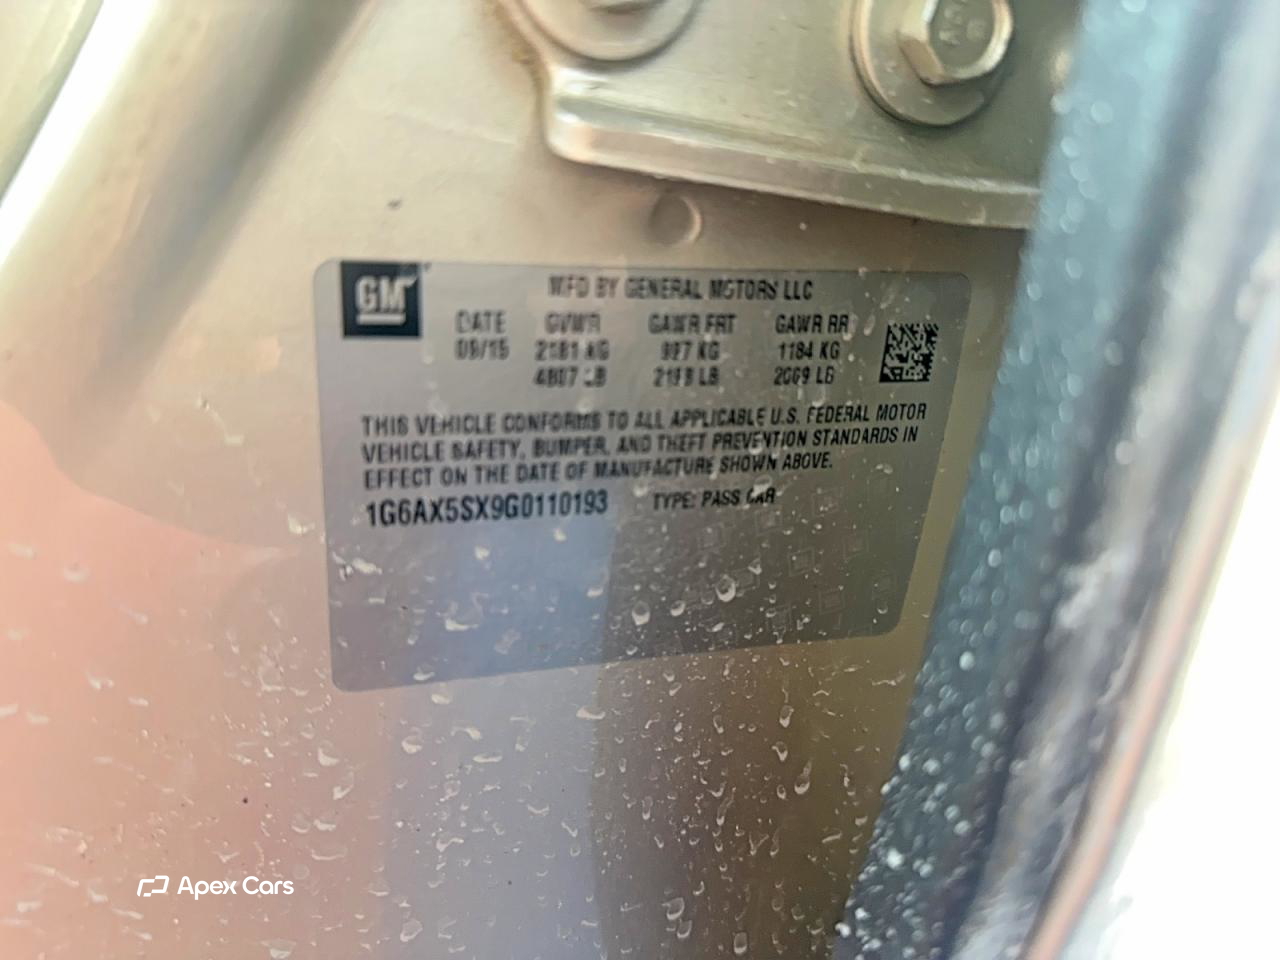 GM
MFD BY GENERAL MOTORS LLC
DATE GVWR GAWR FRT GAWR RR
09/15 2181 KG 997 KG 1184 KG
4807 LB 2198 LB 2609 LB
THIS VEHICLE CONFORMS TO ALL APPLICABLE U.S. FEDERAL MOTOR
VEHICLE SAFETY, BUMPER, AND THEFT PREVENTION STANDARDS IN
EFFECT ON THE DATE OF MANUFACTURE SHOWN ABOVE.
1G6AX5SX9G0110193 TYPE: PASS CAR
Apex Cars